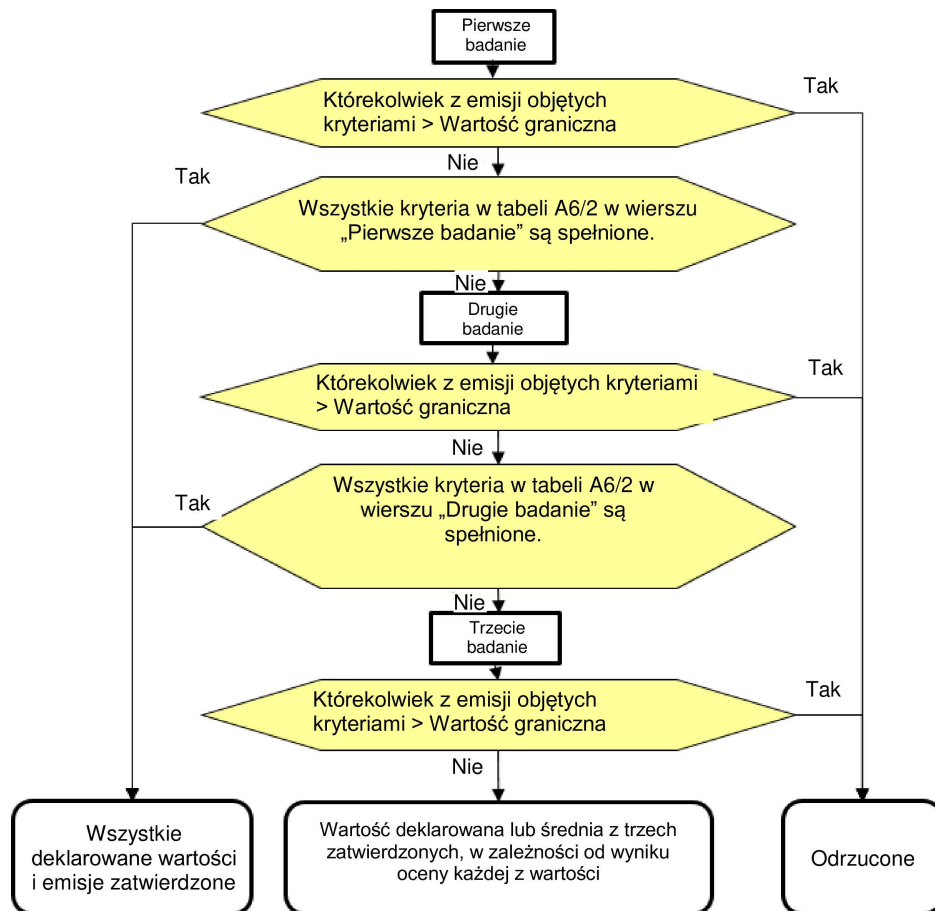 Pierwsze
badanie
Tak
Którekolwiek z emisji objętych
kryteriami > Wartość graniczna
Nie
Tak
Wszystkie kryteria w tabeli A6/2 w wierszu
„Pierwsze badanie” są spełnione.
Nie
Drugie
badanie
Tak
Którekolwiek z emisji objętych kryteriami
> Wartość graniczna
Nie
Tak
Wszystkie kryteria w tabeli A6/2 w
wierszu „Drugie badanie” są
spełnione.
Nie
Trzecie
badanie
Tak
Którekolwiek z emisji objętych
kryteriami > Wartość graniczna
Nie
Wszystkie
deklarowane wartości
i emisje zatwierdzone
Wartość deklarowana lub średnia z trzech
zatwierdzonych, w zależności od wyniku
oceny każdej z wartości
Odrzucone